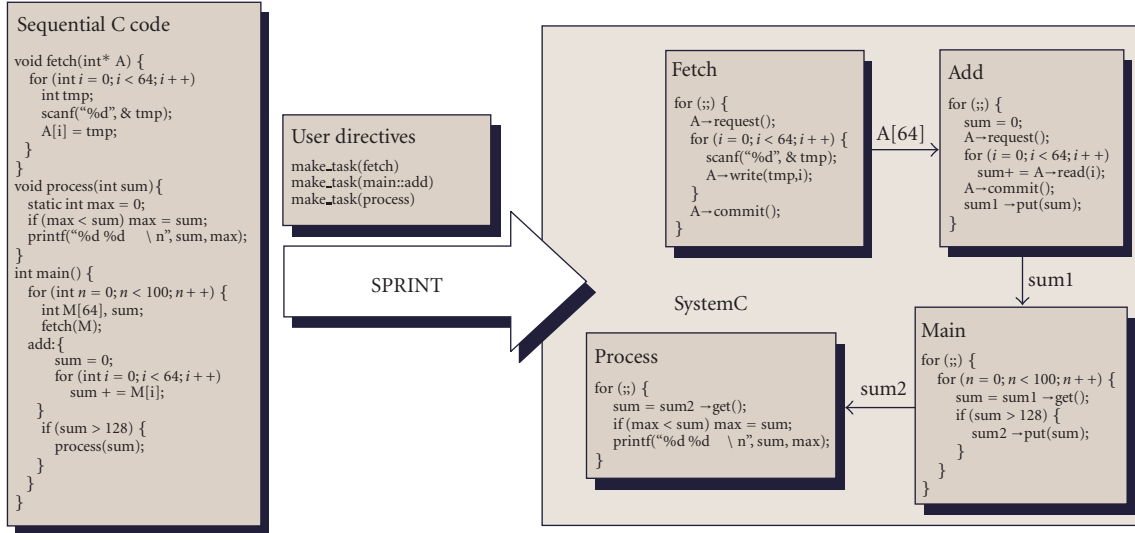 Sequential C code
void fetch(int* A) {
for (int i = 0; i < 64; i ++)
int tmp;
scanf(“%d”, & tmp);
A[i] = tmp;
}
}
void process(int sum){
static int max = 0;
if (max < sum) max = sum;
printf(“%d %d \ n”, sum, max);
}
int main() {
for (int n = 0; n < 100; n ++) {
int M[64], sum;
fetch(M);
add:{
sum = 0;
for (int i = 0; i < 64; i ++)
sum + = M[i];
}
if (sum > 128) {
process(sum);
}
}
}
User directives
make_task(fetch)
make_task(main::add)
make_task(process)
SPRINT
Fetch
for (;;) {
A→request();
for (i = 0; i < 64; i ++) {
scanf(“%d”, & tmp);
A→write(tmp,i);
}
A→commit();
}
A[64]
Add
for (;;) {
sum = 0;
A→request();
for (i = 0; i < 64; i ++)
sum+ = A→read(i);
A→commit();
sum1 →put(sum);
}
sum1
SystemC
Main
for (;;) {
for (n = 0; n < 100; n ++) {
sum = sum1 →get();
if (sum > 128) {
sum2 →put(sum);
}
}
}
sum2
Process
for (;;) {
sum = sum2 →get();
if (max < sum) max = sum;
printf(“%d %d \ n”, sum, max);
}